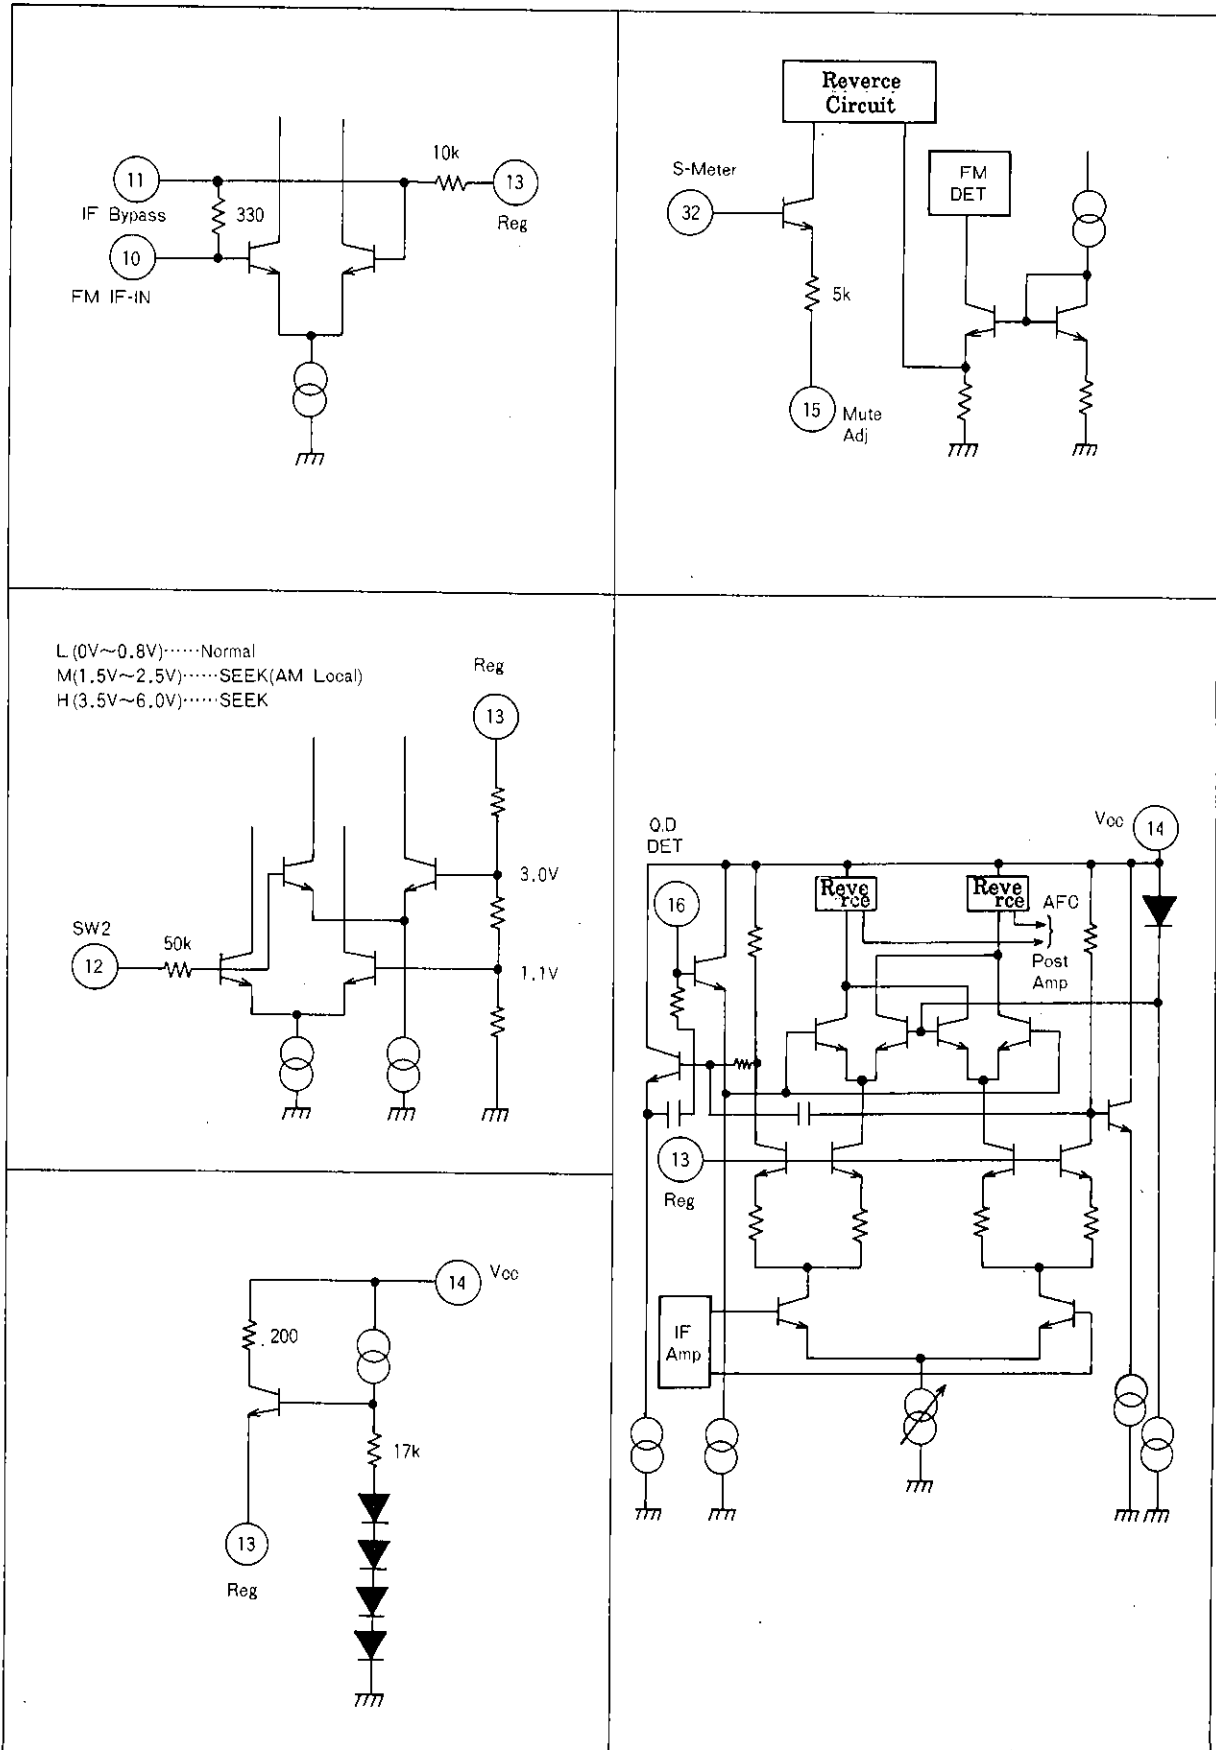 11
IF Bypass
10k
13
Reg
330
10
FM IF-IN
Reverce
Circuit
S-Meter
32
FM
DET
5k
15
Mute
Adj
L(0V~0.8V)······Normal
M(1.5V~2.5V)······SEEK(AM Local)
H(3.5V~6.0V)······SEEK
Reg
13
3.0V
SW2
12
50k
1.1V
Q.D
DET
Vcc
14
16
Reve
rce
Reve
rce
AFC
Post
Amp
13
Reg
IF
Amp
14
Vcc
200
17k
13
Reg